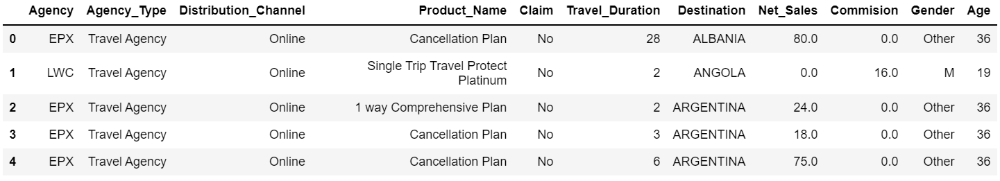 Agency Agency_Type Distribution_Channel Product_Name Claim Travel_Duration Destination Net_Sales Commision Gender Age
0 EPX Travel Agency Online Cancellation Plan No 28 ALBANIA 80.0 0.0 Other 36
1 LWC Travel Agency Online Single Trip Travel Protect Platinum No 2 ANGOLA 0.0 16.0 M 19
2 EPX Travel Agency Online 1 way Comprehensive Plan No 2 ARGENTINA 24.0 0.0 Other 36
3 EPX Travel Agency Online Cancellation Plan No 3 ARGENTINA 18.0 0.0 Other 36
4 EPX Travel Agency Online Cancellation Plan No 6 ARGENTINA 75.0 0.0 Other 36